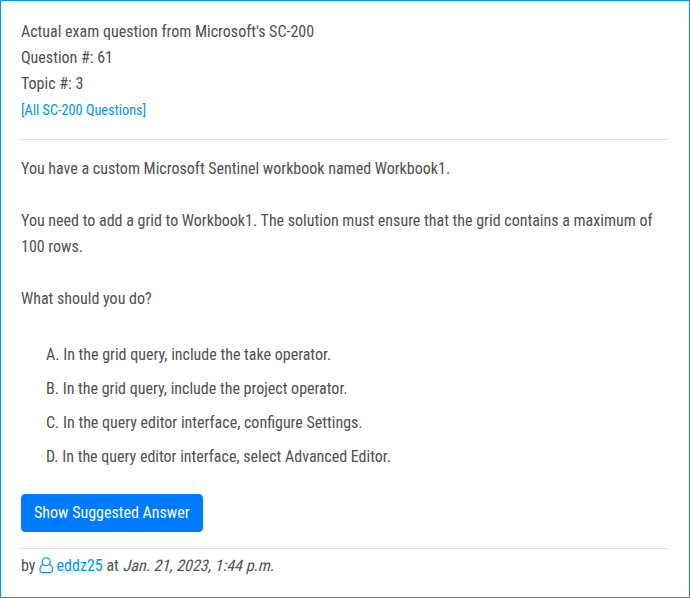 Actual exam question from Microsoft's SC-200
Question #: 61
Topic #: 3
[All SC-200 Questions]
You have a custom Microsoft Sentinel workbook named Workbook1.
You need to add a grid to Workbook1. The solution must ensure that the grid contains a maximum of
100 rows.
What should you do?
A. In the grid query, include the take operator.
B. In the grid query, include the project operator.
C. In the query editor interface, configure Settings.
D. In the query editor interface, select Advanced Editor.
Show Suggested Answer
by eddz25 at Jan. 21, 2023, 1:44 p.m.